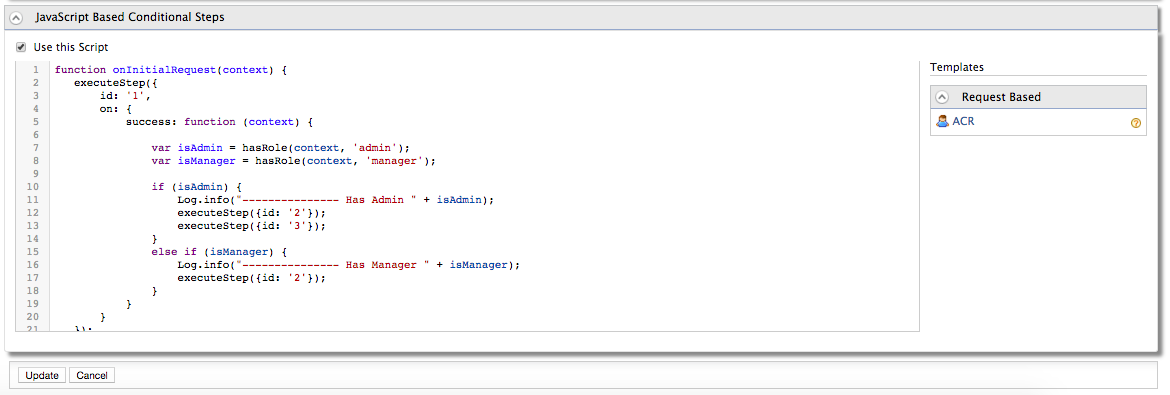 JavaScript Based Conditional Steps
Use this Script
Templates
1 function onInitialRequest(context) {
2 executeStep({
3 id: '1',
4 on: {
5 success: function (context) {
6
7 var isAdmin = hasRole(context, 'admin');
8 var isManager = hasRole(context, 'manager');
9
10 if (isAdmin) {
11 Log.info("--------------- Has Admin " + isAdmin);
12 executeStep({id: '2'});
13 executeStep({id: '3'});
14 }
15 else if (isManager) {
16 Log.info("--------------- Has Manager " + isManager);
17 executeStep({id: '2'});
18 }
19 }
20 }
21 });
Request Based
ACR
Update Cancel